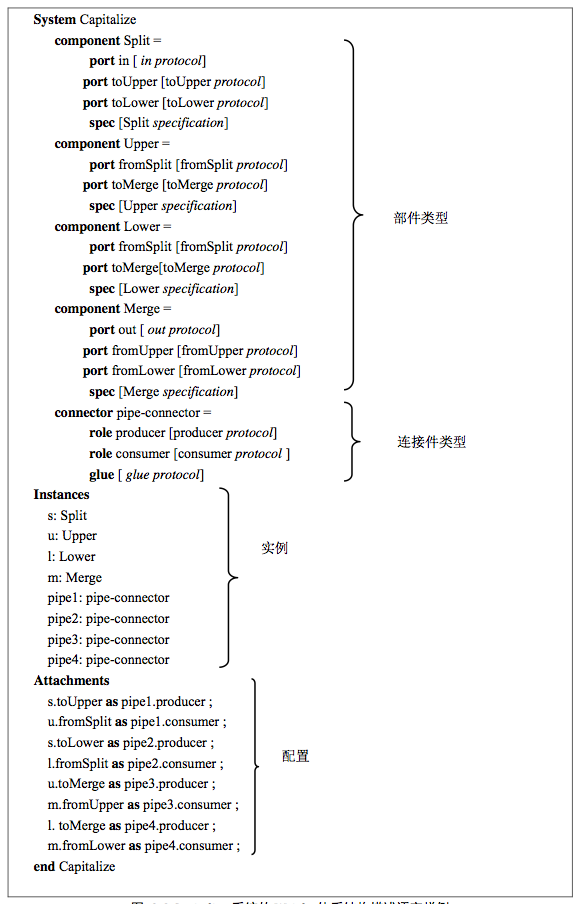 System Capitalize
component Split =
port in [ in protocol]
port toUpper [toUpper protocol]
port toLower [toLower protocol]
spec [Split specification]
component Upper =
port fromSplit [fromSplit protocol]
port toMerge [toMerge protocol]
spec [Upper specification]
部件类型
component Lower =
port fromSplit [fromSplit protocol]
port toMerge[toMerge protocol]
spec [Lower specification]
component Merge =
port out [ out protocol]
port fromUpper [fromUpper protocol]
port fromLower [fromLower protocol]
spec [Merge specification]
connector pipe-connector =
role producer [producer protocol]
连接件类型
role consumer [consumer protocol ]
glue [ glue protocol]
Instances
s: Split
u: Upper
实例
l: Lower
m: Merge
pipe1: pipe-connector
pipe2: pipe-connector
pipe3: pipe-connector
pipe4: pipe-connector
Attachments
s.toUpper as pipe1.producer ;
u.fromSplit as pipe1.consumer ;
s.toLower as pipe2.producer ;
配置
l.fromSplit as pipe2.consumer ;
u.toMerge as pipe3.producer ;
m.fromUpper as pipe3.consumer ;
l. toMerge as pipe4.producer ;
m.fromLower as pipe4.consumer ;
end Capitalize